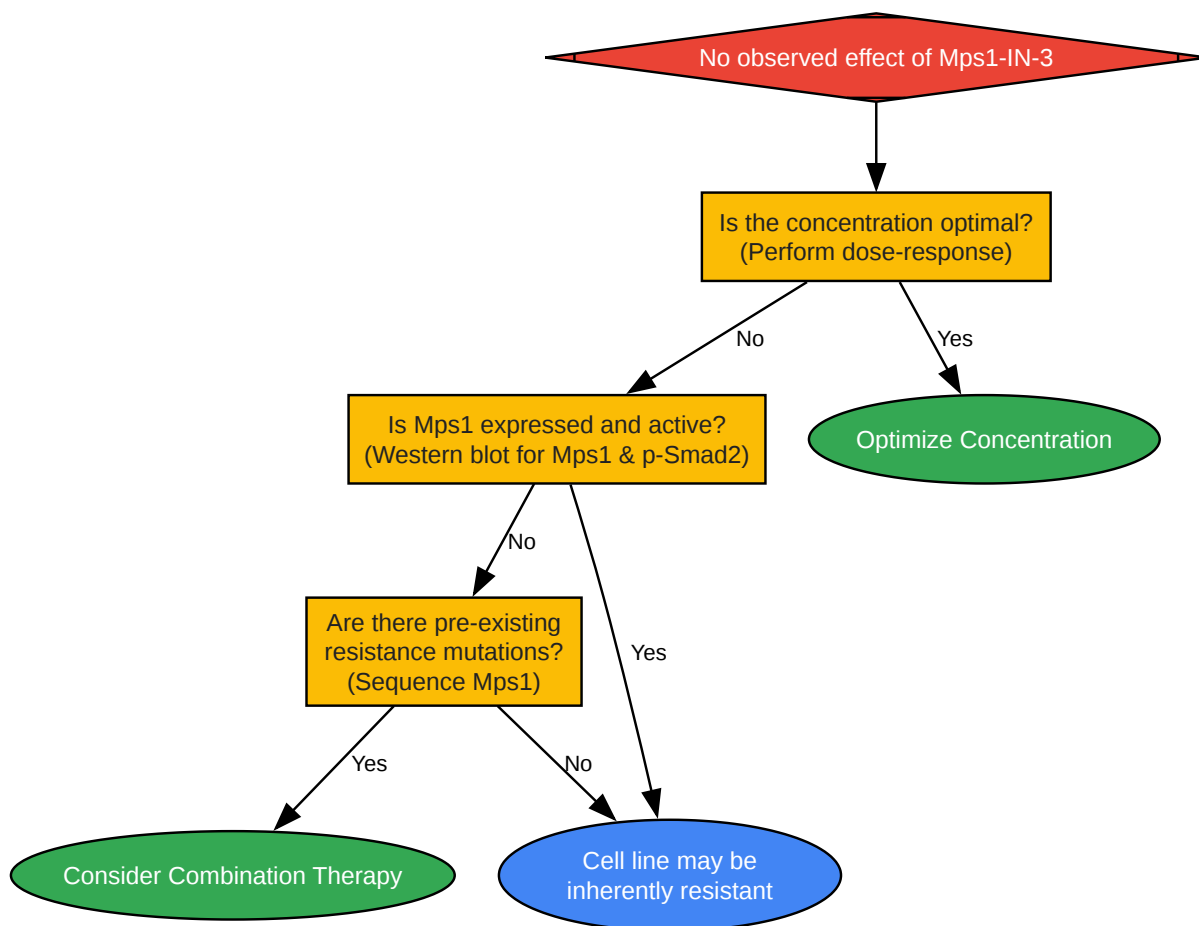 No observed effect of Mps1-IN-3
Is the concentration optimal?
(Perform dose-response)
No
Yes
Is Mps1 expressed and active?
(Western blot for Mps1 & p-Smad2)
Optimize Concentration
No
Yes
Are there pre-existing
resistance mutations?
(Sequence Mps1)
Yes
No
Consider Combination Therapy
Cell line may be
inherently resistant